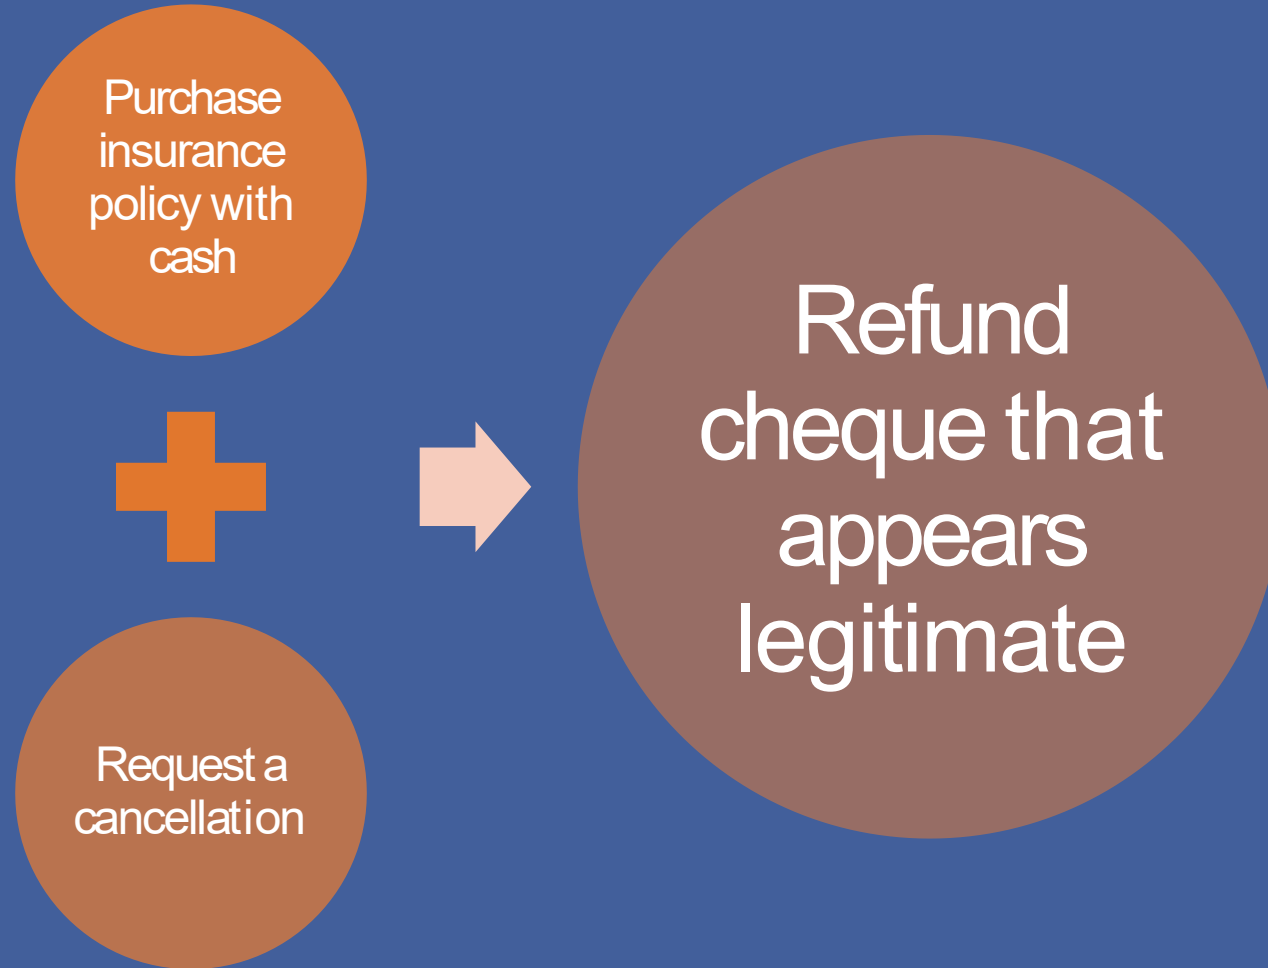 Purchase
insurance
policy with
cash
Request a
cancellation
Refund
cheque that
appears
legitimate